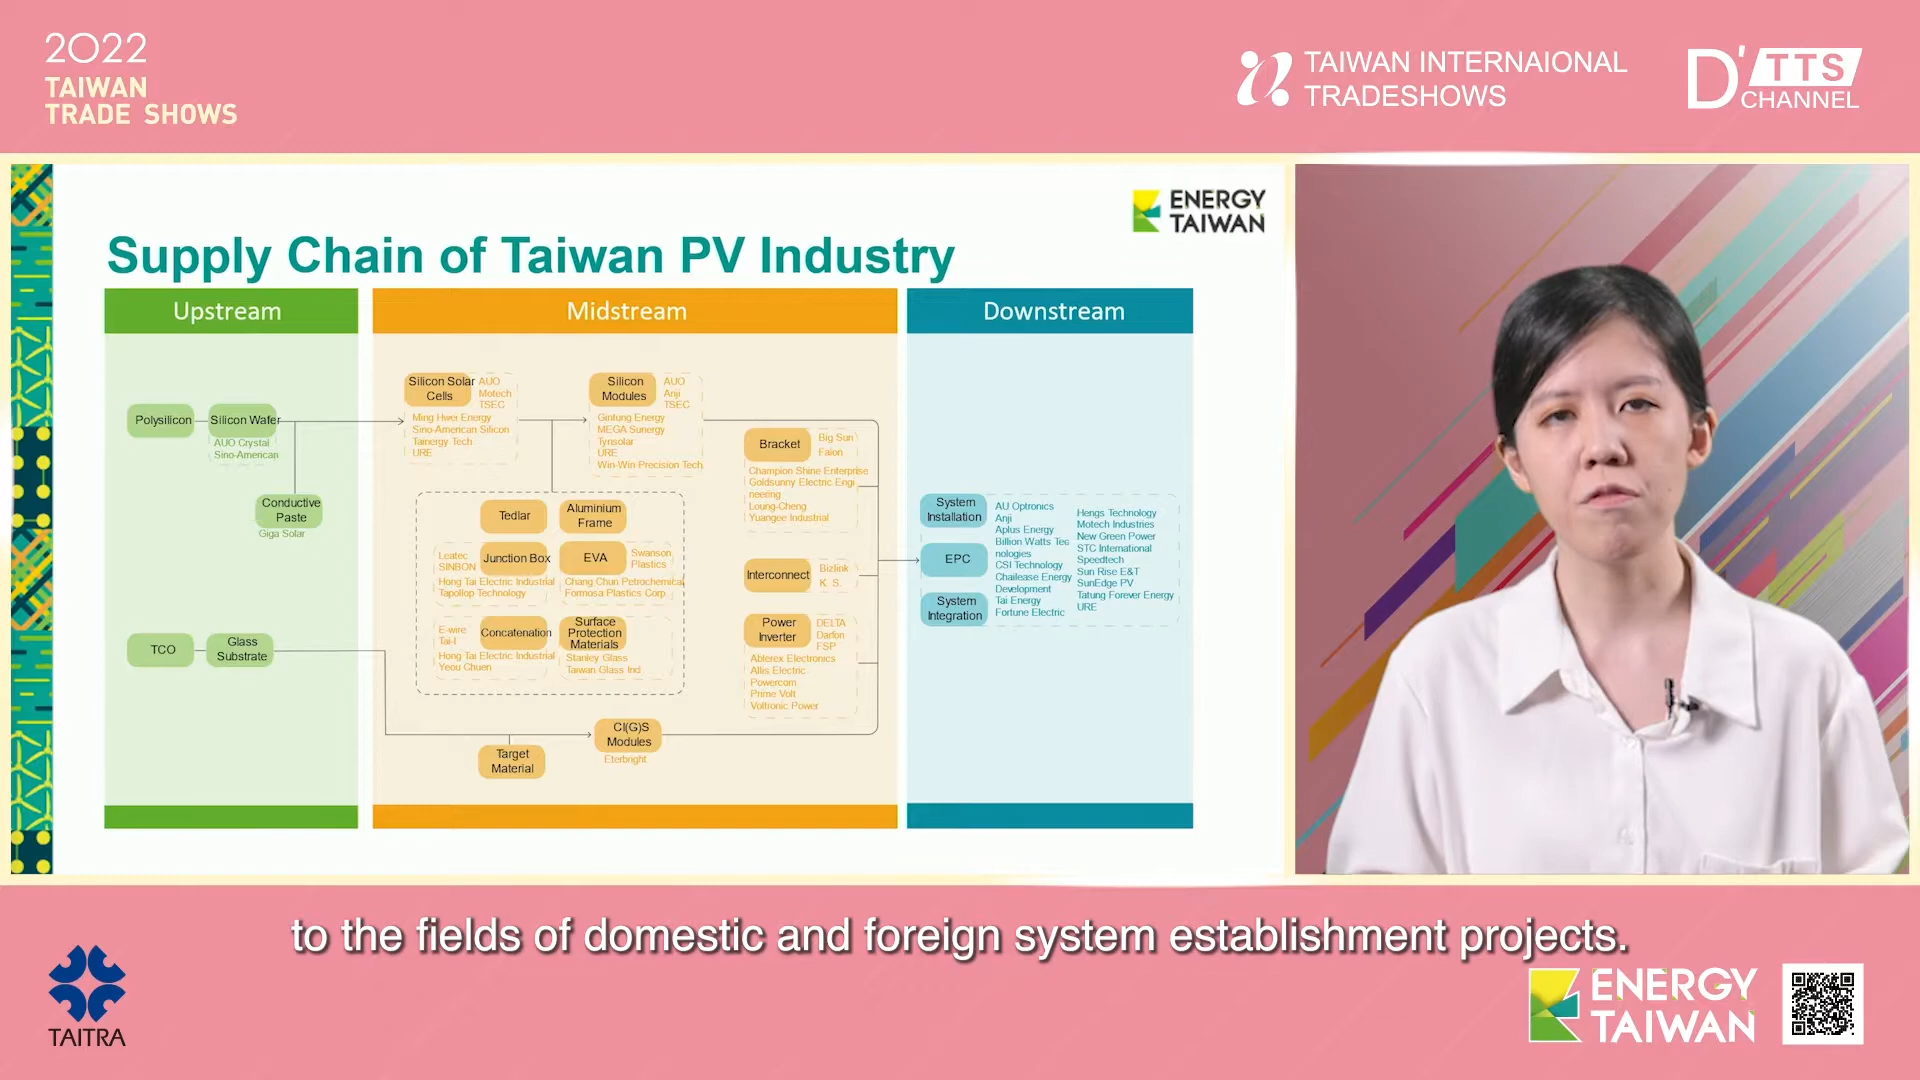 2022
TAIWAN
TRADE SHOWS
TAIWAN INTERNAIONAL
TRADESHOWS
D'TTS
CHANNEL
ENERGY
TAIWAN
Supply Chain of Taiwan PV Industry
Upstream
Midstream
Downstream
Polysilicon
Silicon Wafer
AUO Crystal
Sino-American
Conductive
Paste
Giga Solar
TCO
Glass
Substrate
Silicon Solar
Cells
AUO
Motech
TSEC
Ming Hwei Energy
Sino-American Silicon
Tainergy Tech
URE
Silicon
Modules
AUO
Anji
TSEC
Gintung Energy
MEGA Sunergy
Tynsolar
URE
Win-Win Precision Tech.
Tedlar
Aluminium
Frame
Leatec
SINBON
Junction Box
Hong Tai Electric Industrial
Tapollop Technology
EVA
Swanson
Plastics
Chang Chun Petrochemical
Formosa Plastics Corp.
E-wire
Tai-I
Concatenation
Hong Tai Electric Industrial
Yeou Chuen
Surface
Protection
Materials
Stanley Glass
Taiwan Glass Ind
Target
Material
CI(G)S
Modules
Eterbright
Bracket
Big Sun
Falon
Champion Shine Enterprise
Goldsunny Electric Engi
neering
Loung-Cheng
Yuangee Industrial
Interconnect
Bizlink
K. S.
Power
Inverter
DELTA
Darfon
FSP
Ablerex Electronics
Allis Electric
Powercom
Prime Volt
Voltronic Power
System
Installation
EPC
System
Integration
AU Optronics
Anji
Aplus Energy
Billion Watts Tec
nologies
CSI Technology
Chailease Energy
Development
Tai Energy
Fortune Electric
Hengs Technology
Motech Industries
New Green Power
STC International
Speedtech
Sun Rise E&T
SunEdge PV
Tatung Forever Energy
URE
to the fields of domestic and foreign system establishment projects.
TAITRA
ENERGY
TAIWAN